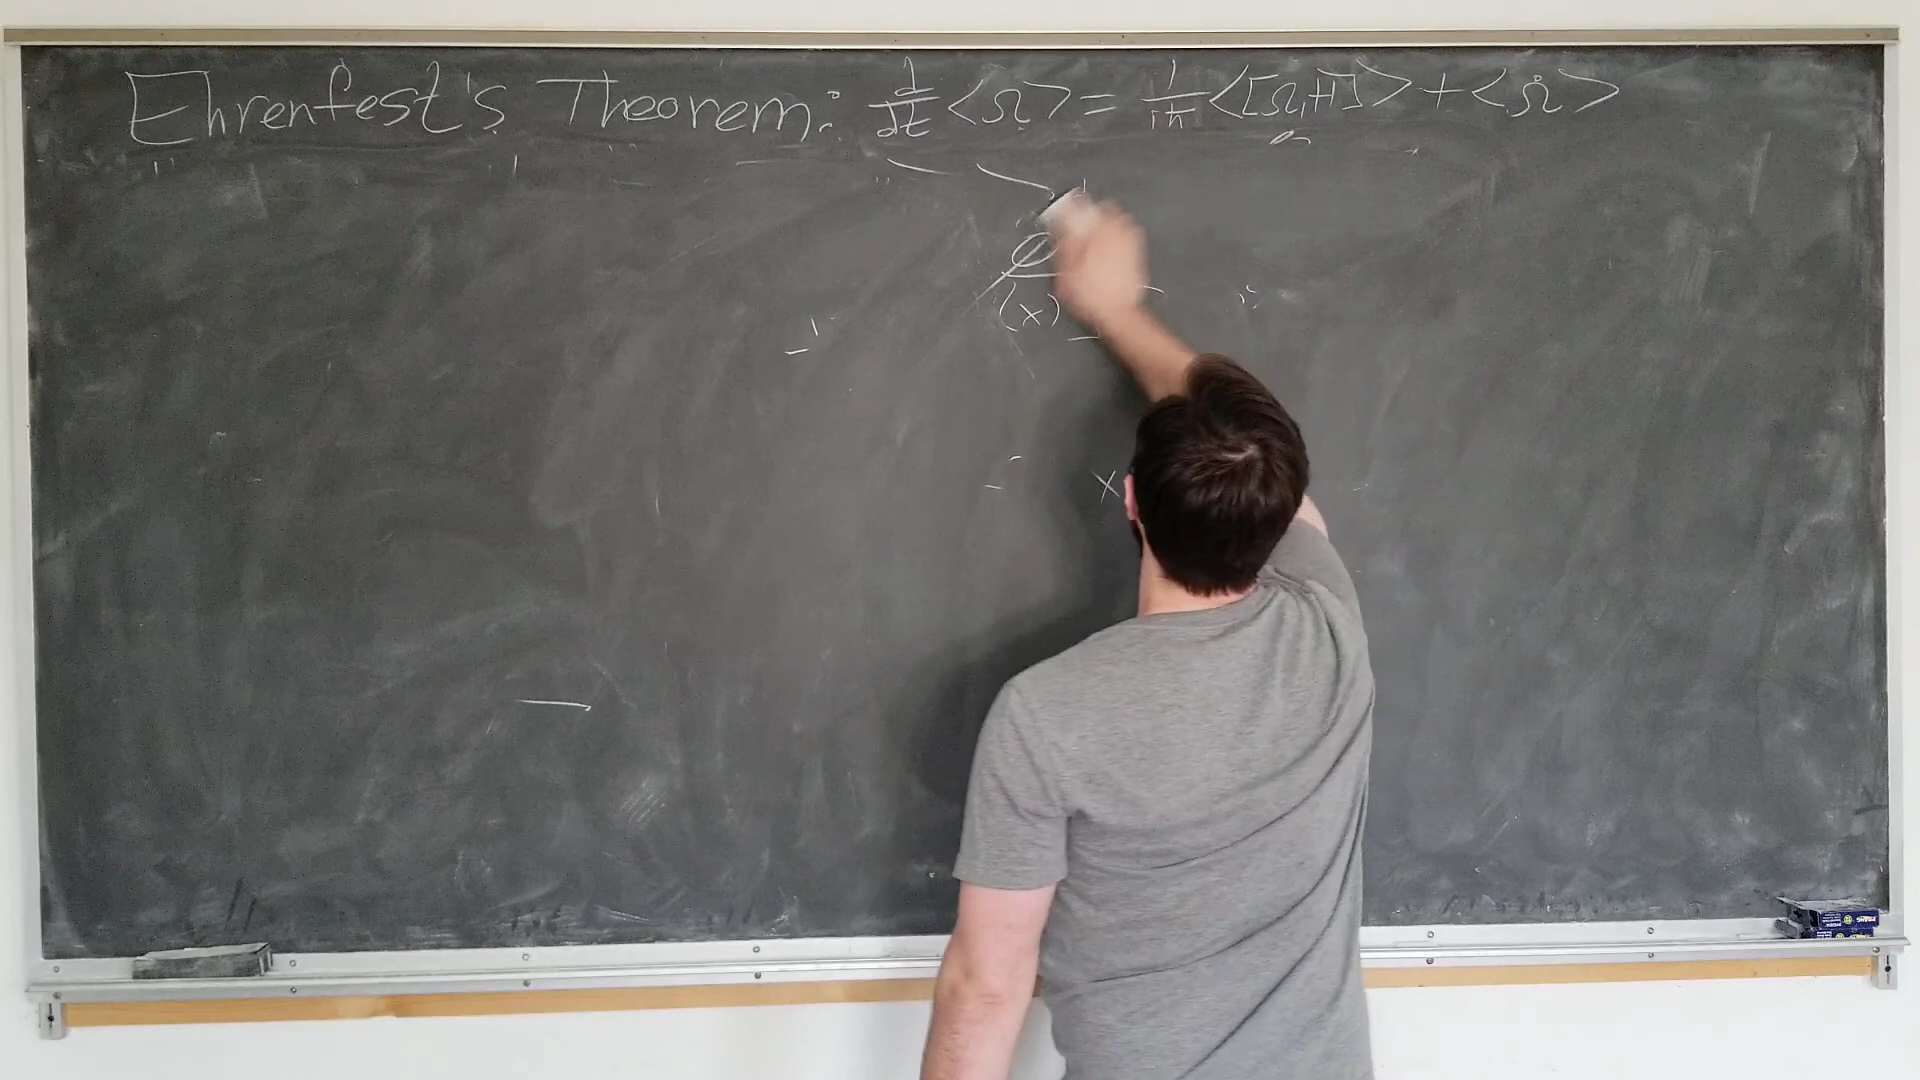 Ehrenfest's Theorem: d/dt <Ω> = 1/iħ <[Ω,H]> + <Ω̇>
(x)
x